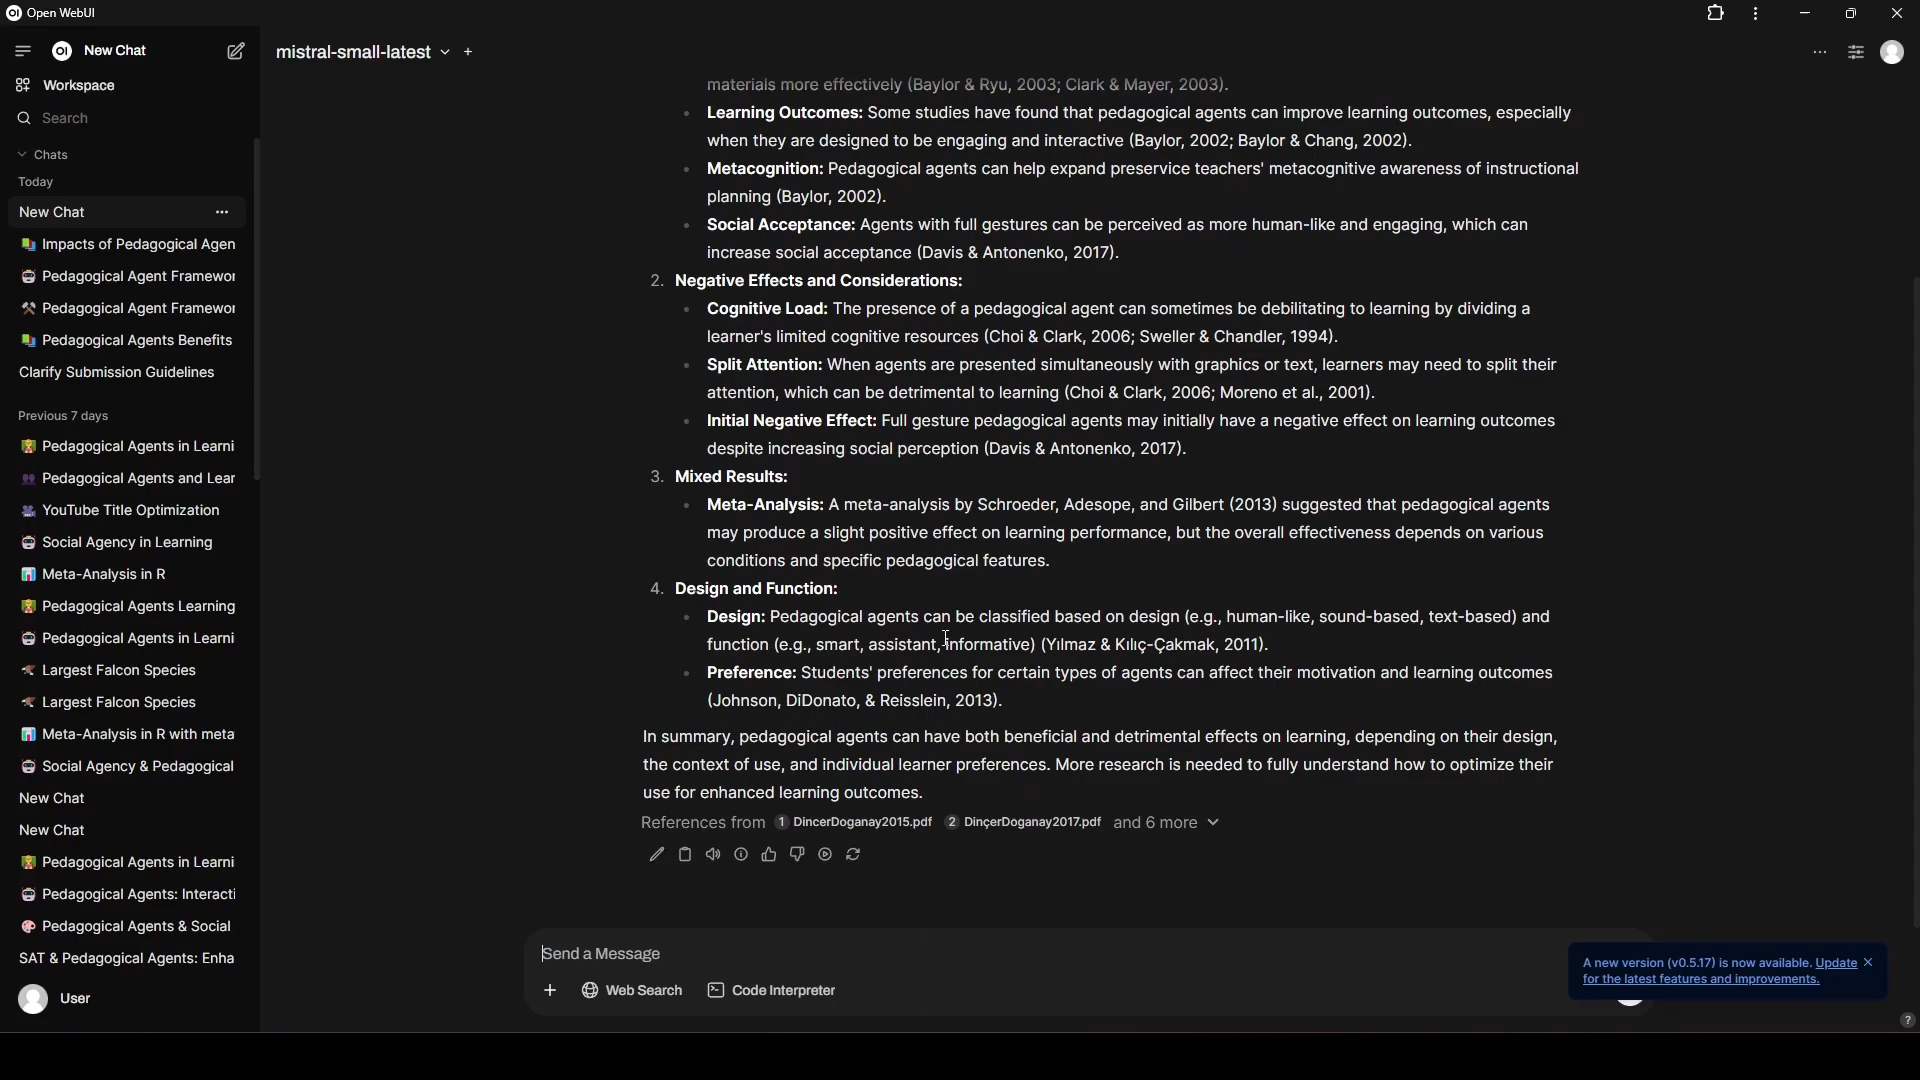 Open WebUI
New Chat
mistral-small-latest
Workspace
Search
Chats
Today
New Chat
Impacts of Pedagogical Agen
Pedagogical Agent Framewor
Pedagogical Agent Framewor
Pedagogical Agents Benefits
Clarify Submission Guidelines
Previous 7 days
Pedagogical Agents in Learni
Pedagogical Agents and Lear
YouTube Title Optimization
Social Agency in Learning
Meta-Analysis in R
Pedagogical Agents Learning
Pedagogical Agents in Learni
Largest Falcon Species
Largest Falcon Species
Meta-Analysis in R with meta
Social Agency & Pedagogical
New Chat
New Chat
Pedagogical Agents in Learni
Pedagogical Agents: Interacti
Pedagogical Agents & Social
SAT & Pedagogical Agents: Enha
User
materials more effectively (Baylor & Ryu, 2003; Clark & Mayer, 2003).
Learning Outcomes: Some studies have found that pedagogical agents can improve learning outcomes, especially
when they are designed to be engaging and interactive (Baylor, 2002; Baylor & Chang, 2002).
Metacognition: Pedagogical agents can help expand preservice teachers' metacognitive awareness of instructional
planning (Baylor, 2002).
Social Acceptance: Agents with full gestures can be perceived as more human-like and engaging, which can
increase social acceptance (Davis & Antonenko, 2017).
2. Negative Effects and Considerations:
Cognitive Load: The presence of a pedagogical agent can sometimes be debilitating to learning by dividing a
learner's limited cognitive resources (Choi & Clark, 2006; Sweller & Chandler, 1994).
Split Attention: When agents are presented simultaneously with graphics or text, learners may need to split their
attention, which can be detrimental to learning (Choi & Clark, 2006; Moreno et al., 2001).
Initial Negative Effect: Full gesture pedagogical agents may initially have a negative effect on learning outcomes
despite increasing social perception (Davis & Antonenko, 2017).
3. Mixed Results:
Meta-Analysis: A meta-analysis by Schroeder, Adesope, and Gilbert (2013) suggested that pedagogical agents
may produce a slight positive effect on learning performance, but the overall effectiveness depends on various
conditions and specific pedagogical features.
4. Design and Function:
Design: Pedagogical agents can be classified based on design (e.g., human-like, sound-based, text-based) and
function (e.g., smart, assistant, informative) (Yılmaz & Kılıç-Çakmak, 2011).
Preference: Students' preferences for certain types of agents can affect their motivation and learning outcomes
(Johnson, DiDonato, & Reisslein, 2013).
In summary, pedagogical agents can have both beneficial and detrimental effects on learning, depending on their design,
the context of use, and individual learner preferences. More research is needed to fully understand how to optimize their
use for enhanced learning outcomes.
References from 1 DincerDoganay2015.pdf 2 DinçerDoganay2017.pdf and 6 more
Send a Message
Web Search Code Interpreter
A new version (v0.5.17) is now available. Update
for the latest features and improvements.
?